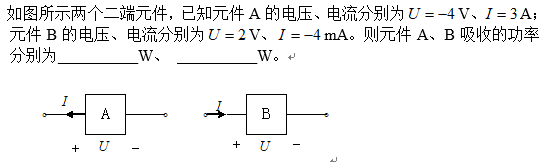 如图所示两个二端元件，已知元件 A 的电压、电流分别为 U = −4 V、I = 3 A；
元件 B 的电压、电流分别为 U = 2 V、I = −4 mA。则元件 A、B 吸收的功率
分别为__________W、 __________W。
I A I B
+ U − + U −